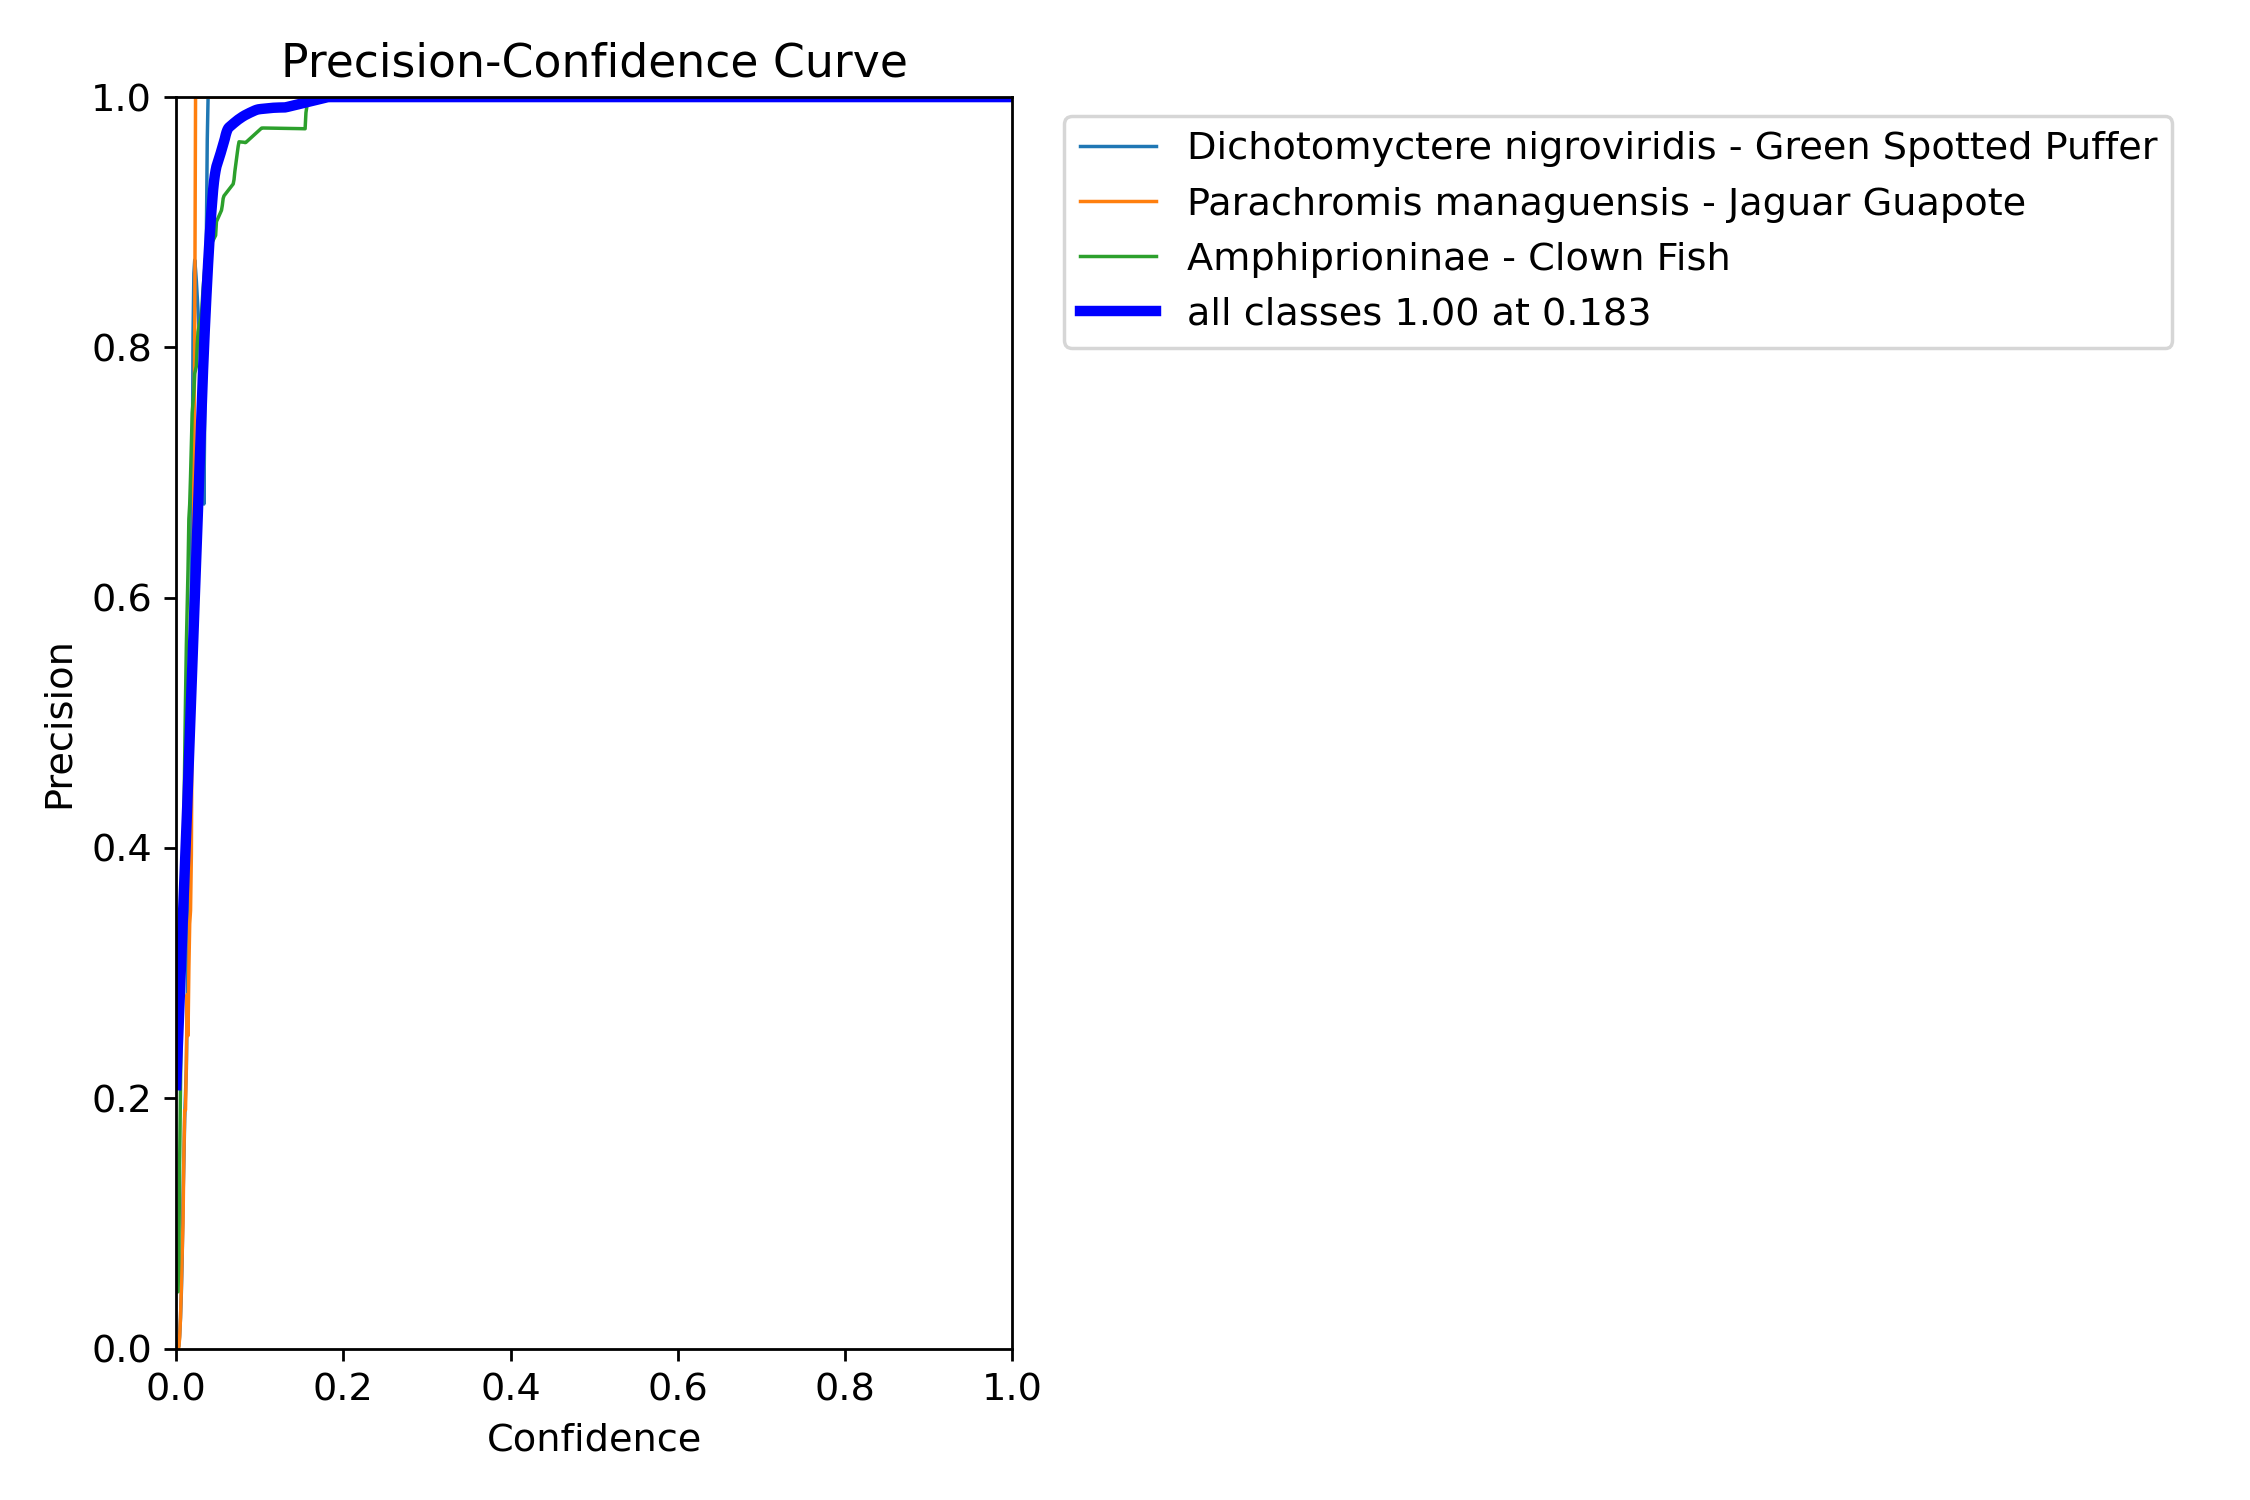 Precision-Confidence Curve
1.0
0.8
0.6
0.4
0.2
0.0
Precision
0.0 0.2 0.4 0.6 0.8 1.0
Confidence
Dichotomyctere nigroviridis - Green Spotted Puffer
Parachromis managuensis - Jaguar Guapote
Amphiprioninae - Clown Fish
all classes 1.00 at 0.183